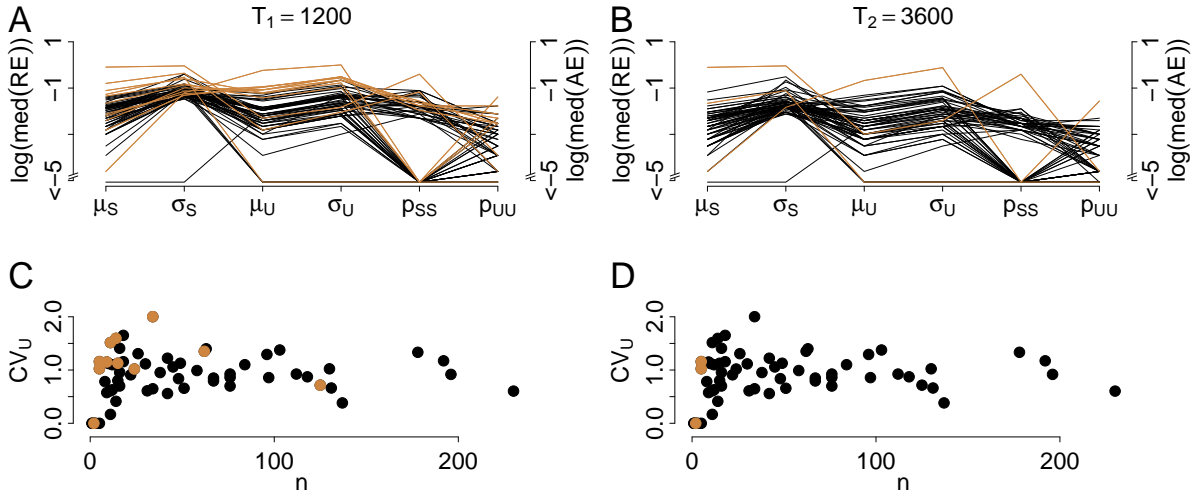 A
T₁ = 1200
log(med(RE))
1
−1
<−5
1
−1
<−5
log(med(AE))
μS
σS
μU
σU
pSS
pUU
B
T₂ = 3600
log(med(RE))
1
−1
<−5
1
−1
<−5
log(med(AE))
μS
σS
μU
σU
pSS
pUU
C
CVU
2.0
1.0
0.0
0
100
200
n
D
CVU
2.0
1.0
0.0
0
100
200
n